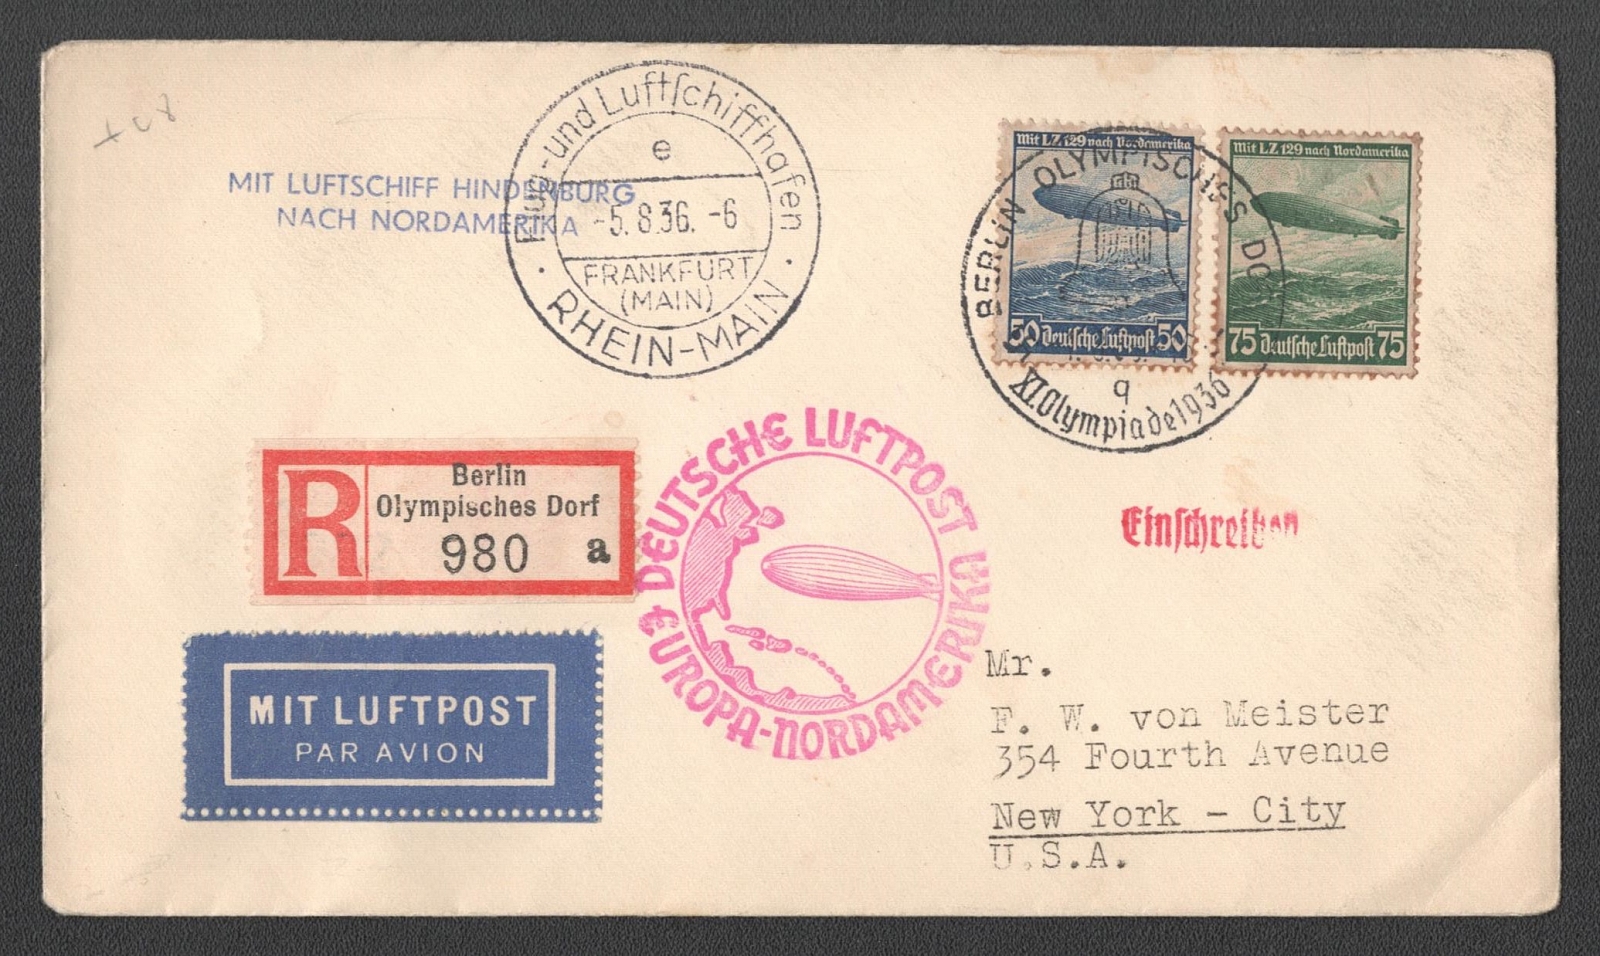 MIT LUFTSCHIFF HINDENBURG
NACH NORDAMERIKA
Flug- und Luftschiffhafen
e
-5.8.36.-6
FRANKFURT
(MAIN)
RHEIN-MAIN
Mit LZ 129 nach Nordamerika
50 Deutsche Luftpost 50
Mit LZ 129 nach Nordamerika
75 Deutsche Luftpost 75
BERLIN OLYMPISCHES
q
XI. Olympiade 1936
R
Berlin
Olympisches Dorf
980 a
DEUTSCHE LUFTPOST
EUROPA-NORDAMERIKA
Einschreiben
MIT LUFTPOST
PAR AVION
Mr.
F. W. von Meister
354 Fourth Avenue
New York - City
U.S.A.